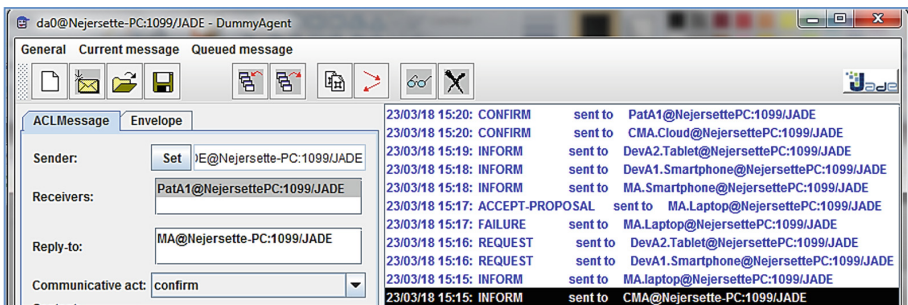 da0@Nejersette-PC:1099/JADE - DummyAgent
General Current message Queued message
Jade
ACLMessage Envelope
Sender: Set )E@Nejersette-PC:1099/JADE
Receivers: PatA1@NejersettePC:1099/JADE
Reply-to: MA@Nejersette-PC:1099/JADE
Communicative act: confirm
23/03/18 15:20: CONFIRM sent to PatA1@NejersettePC:1099/JADE
23/03/18 15:20: CONFIRM sent to CMA.Cloud@NejersettePC:1099/JADE
23/03/18 15:19: INFORM sent to DevA2.Tablet@NejersettePC:1099/JADE
23/03/18 15:18: INFORM sent to DevA1.Smartphone@NejersettePC:1099/JADE
23/03/18 15:18: INFORM sent to MA.Smartphone@NejersettePC:1099/JADE
23/03/18 15:17: ACCEPT-PROPOSAL sent to MA.Laptop@NejersettePC:1099/JADE
23/03/18 15:17: FAILURE sent to MA.Laptop@NejersettePC:1099/JADE
23/03/18 15:16: REQUEST sent to DevA2.Tablet@NejersettePC:1099/JADE
23/03/18 15:16: REQUEST sent to DevA1.Smartphone@NejersettePC:1099/JADE
23/03/18 15:15: INFORM sent to MA.laptop@NejersettePC:1099/JADE
23/03/18 15:15: INFORM sent to CMA@Nejersette-PC:1099/JADE